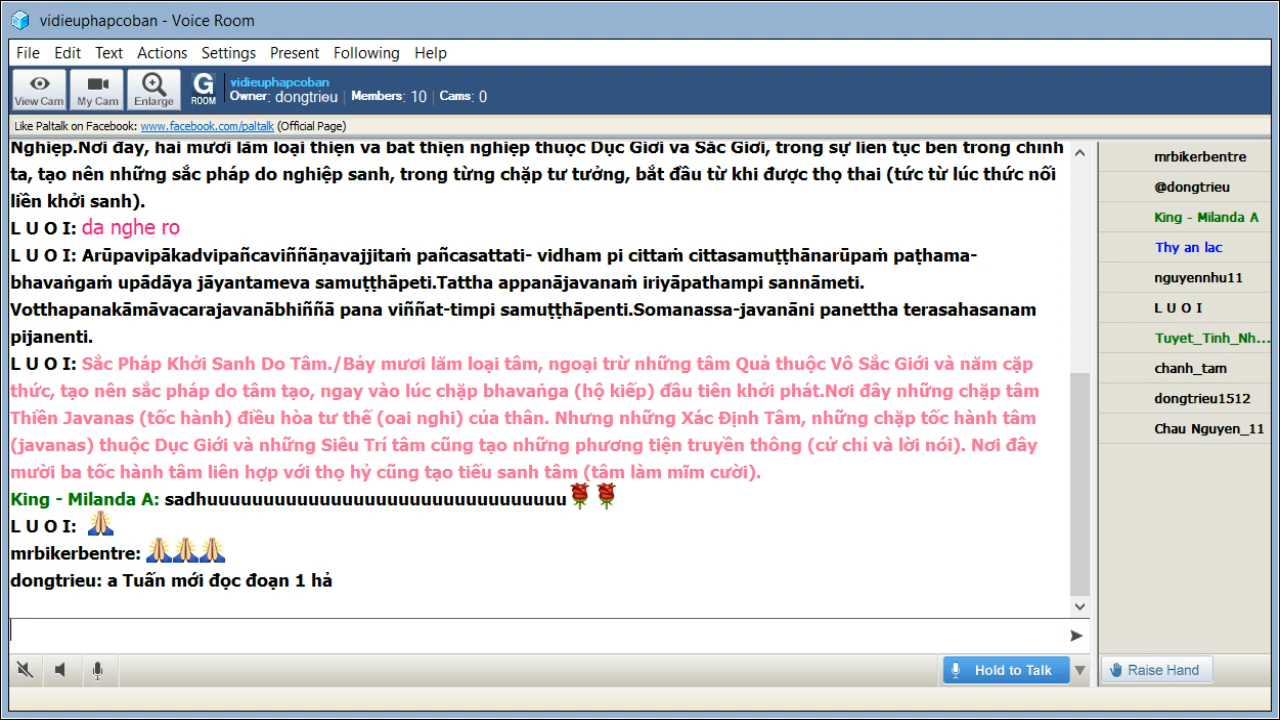 vidieuphapcoban - Voice Room
File Edit Text Actions Settings Present Following Help
View Cam My Cam Enlarge G ROOM
vidieuphapcoban
Owner: dongtrieu | Members: 10 | Cams: 0
Like Paltalk on Facebook: www.facebook.com/paltalk (Official Page)
Nghiệp.Nơi đây, hai mươi lăm loại thiện và bất thiện nghiệp thuộc Dục Giới và Sắc Giới, trong sự liên tục bên trong chính
ta, tạo nên những sắc pháp do nghiệp sanh, trong từng chặp tư tưởng, bắt đầu từ khi được thọ thai (tức từ lúc thức nối
liền khởi sanh).
L U O I: da nghe ro
L U O I: Arūpavipākadvipañcaviññāṇavajjitaṁ pañcasattati- vidham pi cittaṁ cittasamuṭṭhānarūpaṁ paṭhama-
bhavaṅgaṁ upādāya jāyantameva samuṭṭhāpeti.Tattha appanājavanaṁ iriyāpathampi sannāmeti.
Votthapanakāmāvacarajavanābhiññā pana viññat-timpi samuṭṭhāpenti.Somanassa-javanāni panettha terasahasanam
pijanenti.
L U O I: Sắc Pháp Khởi Sanh Do Tâm./Bảy mươi lăm loại tâm, ngoại trừ những tâm Quả thuộc Vô Sắc Giới và năm cặp
thức, tạo nên sắc pháp do tâm tạo, ngay vào lúc chặp bhavaṅga (hộ kiếp) đầu tiên khởi phát.Nơi đây những chặp tâm
Thiền Javanas (tốc hành) điều hòa tư thế (oai nghi) của thân. Nhưng những Xác Định Tâm, những chặp tốc hành tâm
(javanas) thuộc Dục Giới và những Siêu Trí tâm cũng tạo những phương tiện truyền thông (cử chỉ và lời nói). Nơi đây
mười ba tốc hành tâm liên hợp với thọ hỷ cũng tạo tiếu sanh tâm (tâm làm mĩm cười).
King - Milanda A: sadhuuuuuuuuuuuuuuuuuuuuuuuuuuuuuuuu
L U O I:
mrbikerbentre:
dongtrieu: a Tuấn mới đọc đoạn 1 hả
Hold to Talk
mrbikerbentre
@dongtrieu
King - Milanda A
Thy an lac
nguyennhu11
L U O I
Tuyet_Tinh_Nh...
chanh_tam
dongtrieu1512
Chau Nguyen_11
Raise Hand